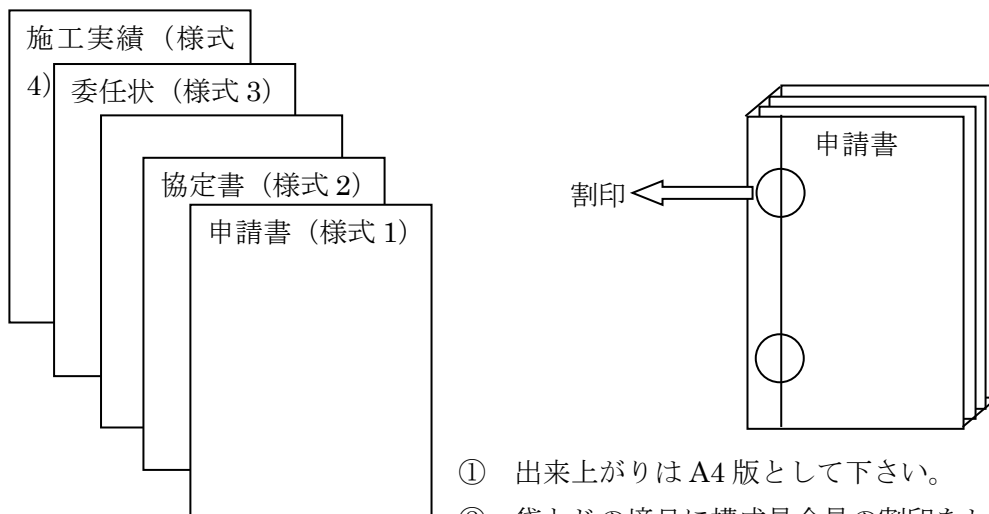 施工実績（様式
4)
委任状（様式 3）
協定書（様式 2）
申請書（様式 1）
申請書
割印
① 出来上がりは A4 版として下さい。